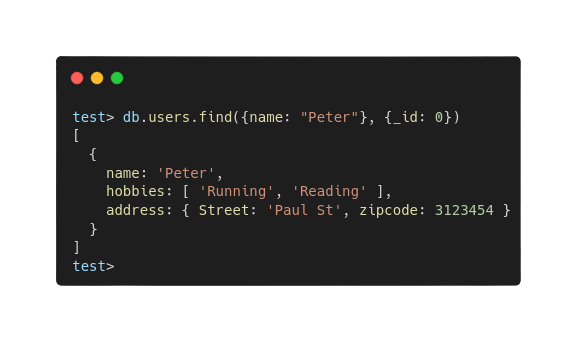 test> db.users.find({name: "Peter"}, {_id: 0})
[
  {
    name: 'Peter',
    hobbies: [ 'Running', 'Reading' ],
    address: { Street: 'Paul St', zipcode: 3123454 }
  }
]
test>